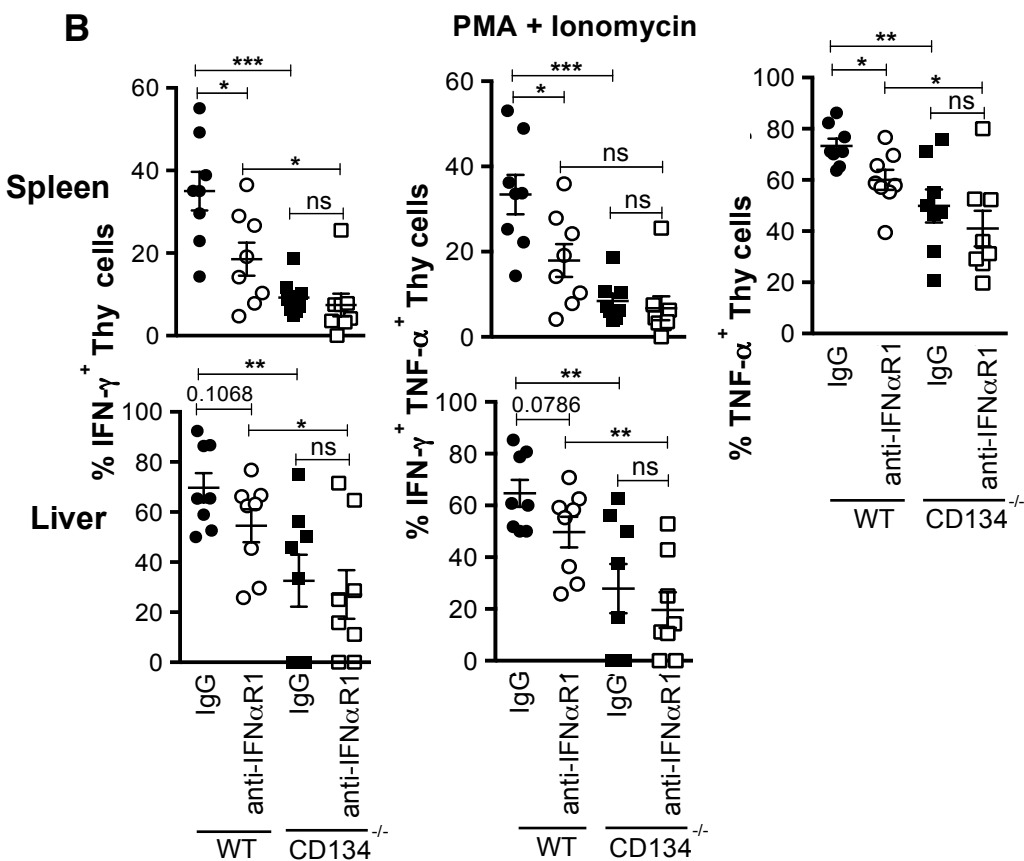 B
PMA + Ionomycin
Spleen
% IFN-γ⁺ Thy cells
60
40
20
0
***
*
*
ns
% IFN-γ⁺ TNF-α⁺ Thy cells
60
40
20
0
***
*
ns
ns
% TNF-α⁺ Thy cells
100
80
60
40
20
0
**
*
*
ns
IgG
anti-IFNαR1
IgG
anti-IFNαR1
WT
CD134⁻/⁻
Liver
100
80
60
40
20
0
**
0.1068
*
ns
IgG
anti-IFNαR1
IgG
anti-IFNαR1
WT
CD134⁻/⁻
100
80
60
40
20
0
**
0.0786
**
ns
IgG
anti-IFNαR1
IgG
anti-IFNαR1
WT
CD134⁻/⁻